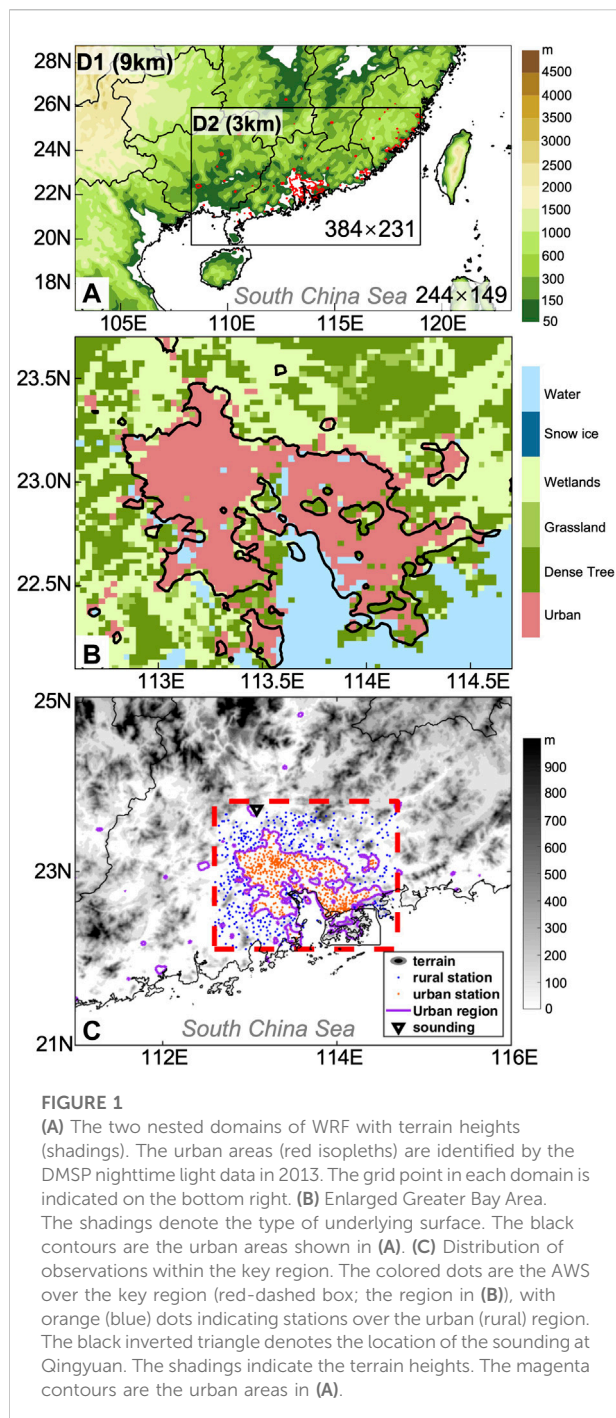 D1 (9km)
28N
26N
24N
22N
20N
18N
D2 (3km)
384×231
A
South China Sea
244×149
105E 110E 115E 120E
m
4500
4000
3500
3000
2500
2000
1500
1000
600
300
150
50
23.5N
23.0N
22.5N
B
113E 113.5E 114E 114.5E
Water
Snow ice
Wetlands
Grassland
Dense Tree
Urban
25N
23N
21N
C
South China Sea
terrain
rural station
urban station
Urban region
sounding
112E 114E 116E
m
900
800
700
600
500
400
300
200
100
0
FIGURE 1
(A) The two nested domains of WRF with terrain heights
(shadings). The urban areas (red isopleths) are identified by the
DMSP nighttime light data in 2013. The grid point in each domain is
indicated on the bottom right. (B) Enlarged Greater Bay Area.
The shadings denote the type of underlying surface. The black
contours are the urban areas shown in (A). (C) Distribution of
observations within the key region. The colored dots are the AWS
over the key region (red-dashed box; the region in (B)), with
orange (blue) dots indicating stations over the urban (rural) region.
The black inverted triangle denotes the location of the sounding at
Qingyuan. The shadings indicate the terrain heights. The magenta
contours are the urban areas in (A).